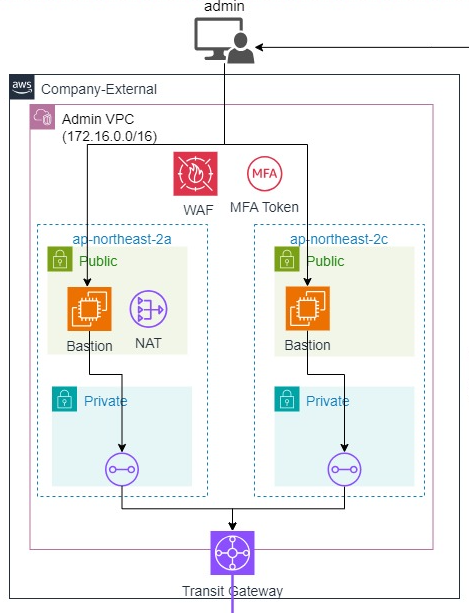 admin
aws
Company-External
Admin VPC
(172.16.0.0/16)
MFA
WAF
MFA Token
ap-northeast-2a
ap-northeast-2c
Public
Public
Bastion
NAT
Bastion
Private
Private
Transit Gateway